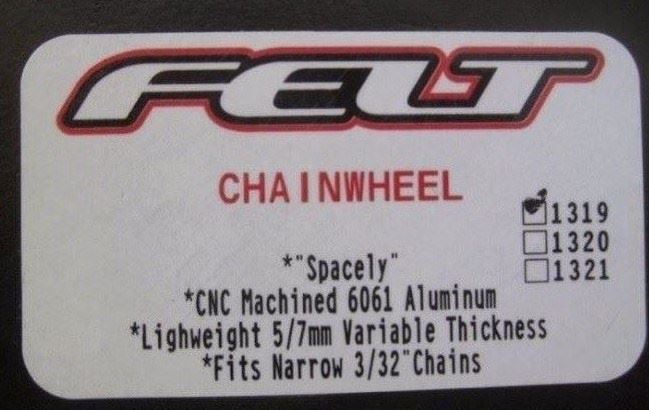 FELT
CHAINWHEEL
1319
1320
1321
*"Spacely"
*CNC Machined 6061 Aluminum
*Lighweight 5/7mm Variable Thickness
*Fits Narrow 3/32"Chains